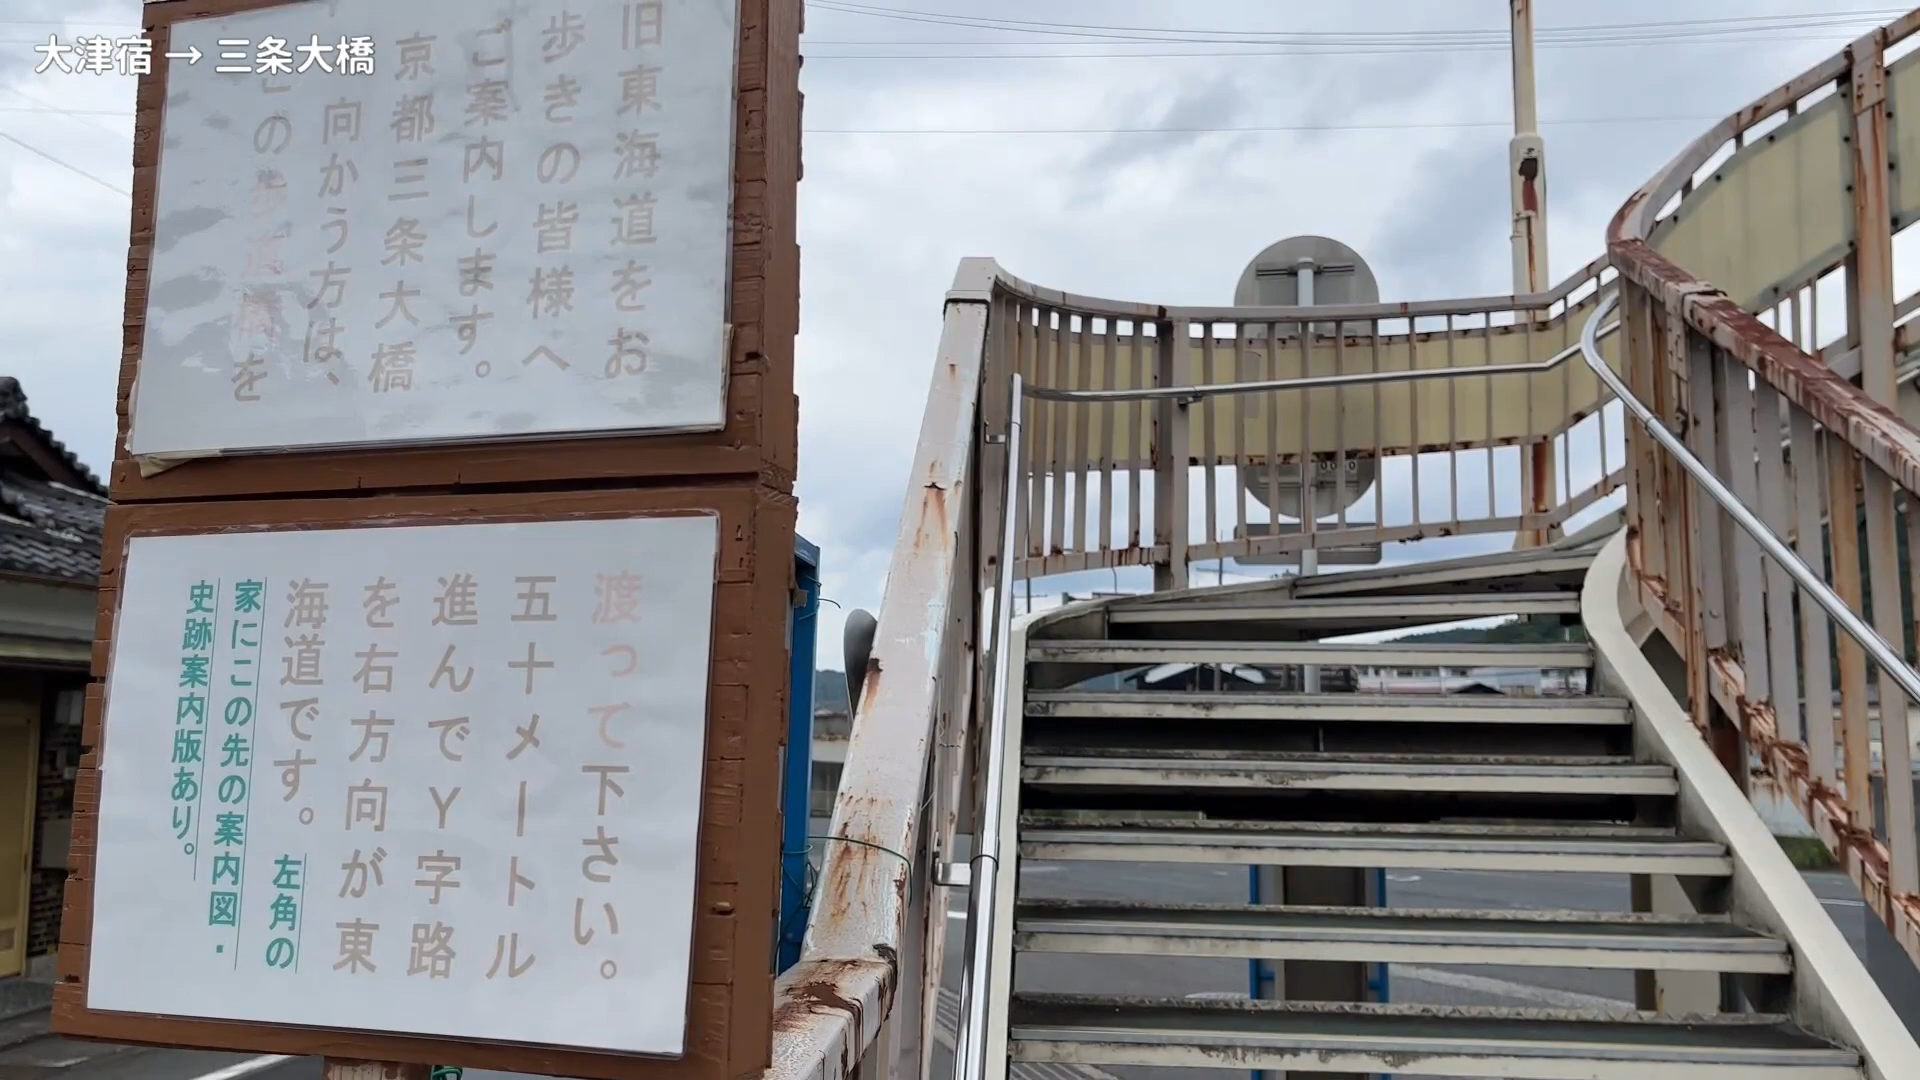 大津宿 → 三条大橋
旧東海道をお
歩きの皆様へ
ご案内します。
京都三条大橋
向かう方は、
の歩道橋を
渡って下さい。
五十メートル
進んでY字路
を右方向が東
海道です。左角の
家にこの先の案内図・
史跡案内版あり。